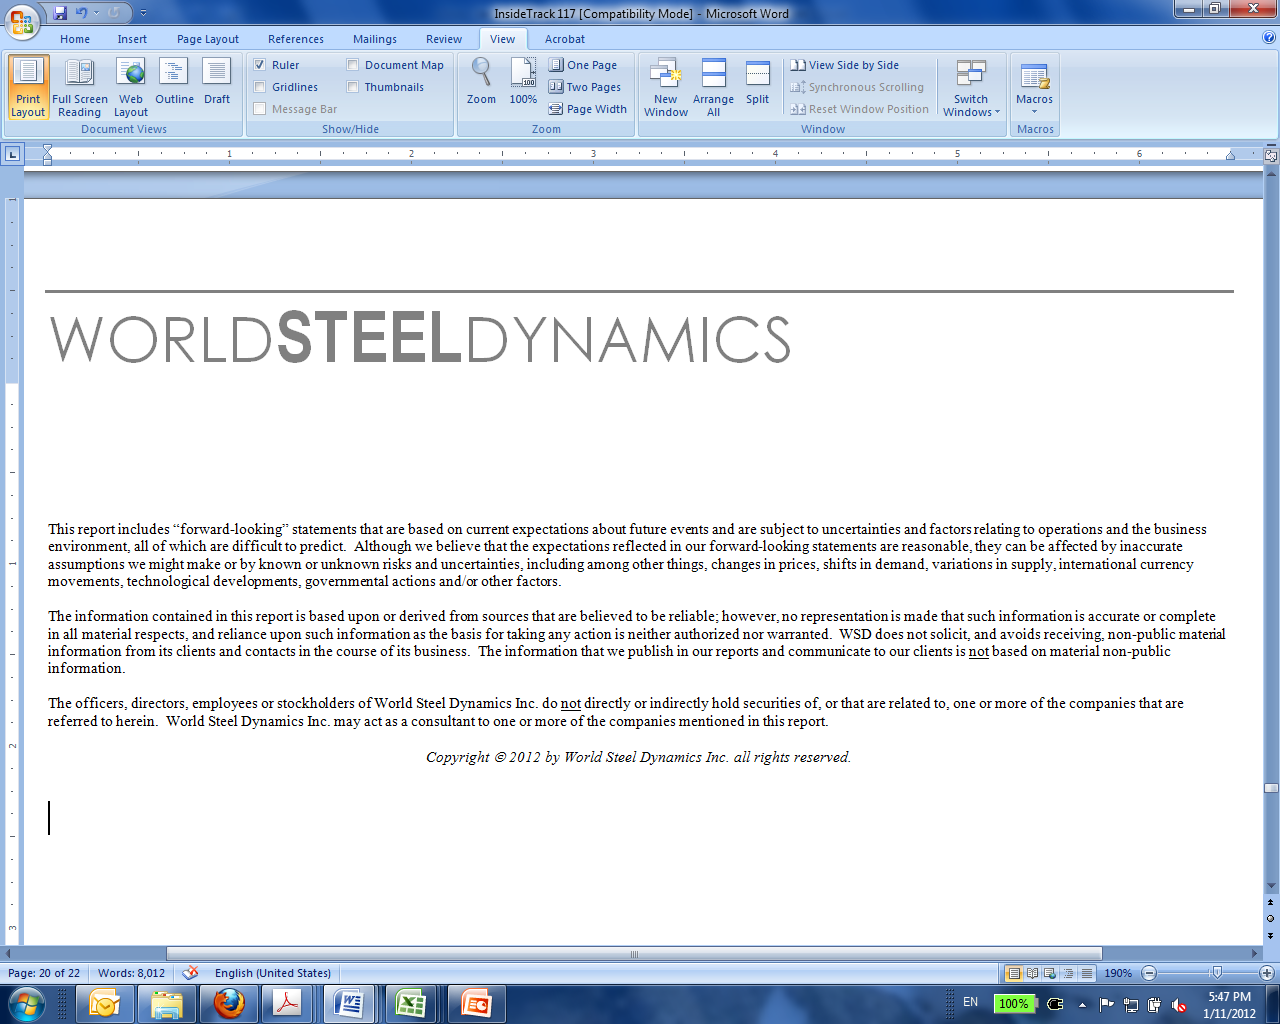 InsideTrack 117 [Compatibility Mode] - Microsoft Word
Home Insert Page Layout References Mailings Review View Acrobat
Print Layout
Full Screen Reading
Web Layout
Outline
Draft
Document Views
Ruler
Gridlines
Message Bar
Document Map
Thumbnails
Show/Hide
Zoom
100%
One Page
Two Pages
Page Width
Zoom
New Window
Arrange All
Split
View Side by Side
Synchronous Scrolling
Reset Window Position
Switch Windows
Window
Macros
Macros
1 2 3 4 5 6
WORLDSTEELDYNAMICS
This report includes “forward-looking” statements that are based on current expectations about future events and are subject to uncertainties and factors relating to operations and the business
environment, all of which are difficult to predict.  Although we believe that the expectations reflected in our forward-looking statements are reasonable, they can be affected by inaccurate
assumptions we might make or by known or unknown risks and uncertainties, including among other things, changes in prices, shifts in demand, variations in supply, international currency
movements, technological developments, governmental actions and/or other factors.
The information contained in this report is based upon or derived from sources that are believed to be reliable; however, no representation is made that such information is accurate or complete
in all material respects, and reliance upon such information as the basis for taking any action is neither authorized nor warranted.  WSD does not solicit, and avoids receiving, non-public material
information from its clients and contacts in the course of its business.  The information that we publish in our reports and communicate to our clients is not based on material non-public
information.
The officers, directors, employees or stockholders of World Steel Dynamics Inc. do not directly or indirectly hold securities of, or that are related to, one or more of the companies that are
referred to herein.  World Steel Dynamics Inc. may act as a consultant to one or more of the companies mentioned in this report.
Copyright © 2012 by World Steel Dynamics Inc. all rights reserved.
1
1
2
3
Page: 20 of 22 Words: 8,012 English (United States) 190%
EN 100% 5:47 PM
1/11/2012